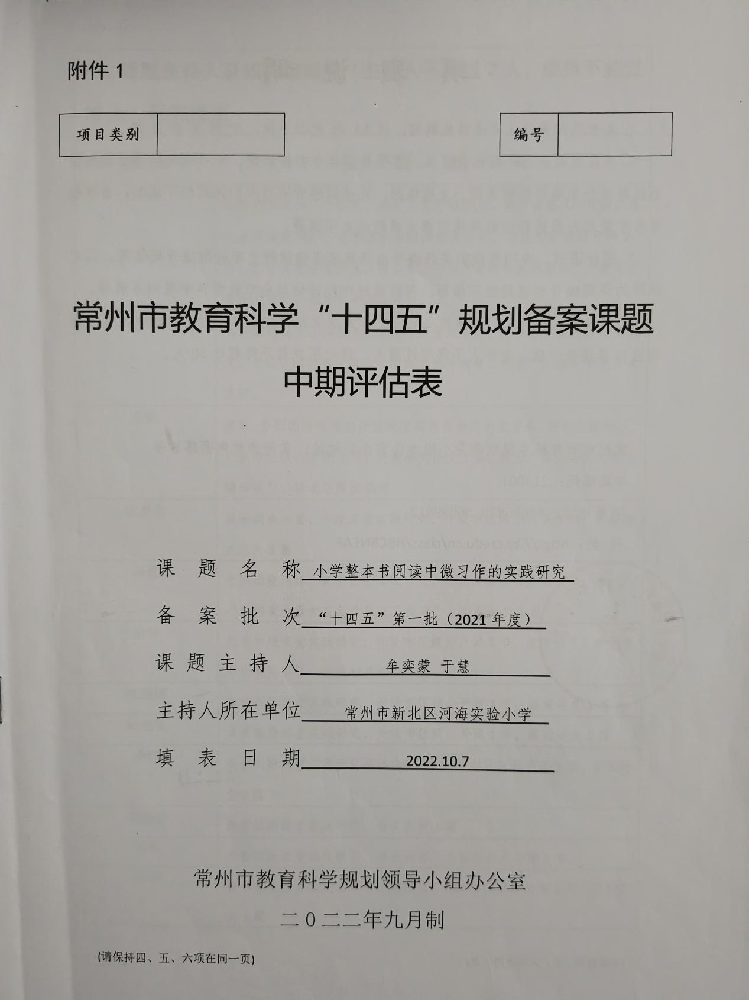 附件 1
项目类别
编号
常州市教育科学“十四五”规划备案课题
中期评估表
课题名称 小学整本书阅读中微习作的实践研究
备案批次 “十四五”第一批（2021 年度）
课题主持人 牟奕蒙 于慧
主持人所在单位 常州市新北区河海实验小学
填表日期 2022.10.7
常州市教育科学规划领导小组办公室
二０二二年九月制
(请保持四、五、六项在同一页)